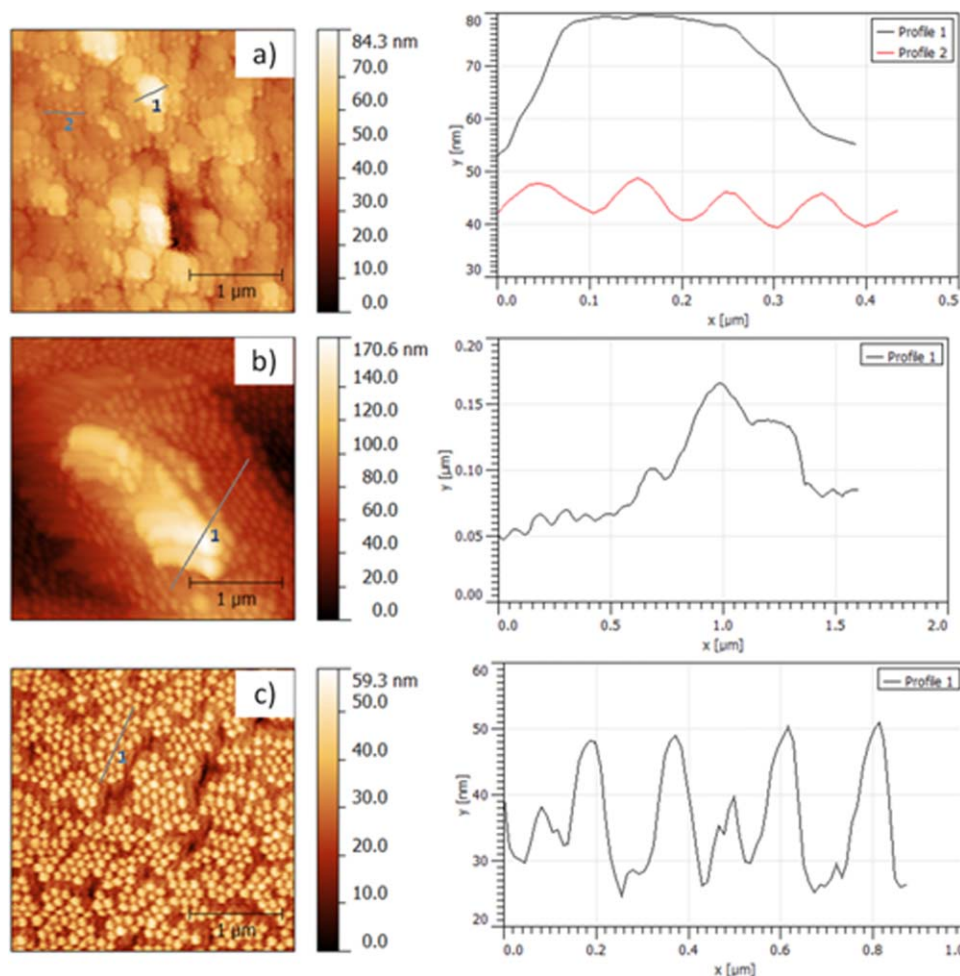 a)
1
2
1 µm
84.3 nm
70.0
60.0
50.0
40.0
30.0
20.0
10.0
0.0
80
70
60
50
40
30
y [nm]
Profile 1
Profile 2
0.0 0.1 0.2 0.3 0.4 0.5
x [µm]
b)
1
1 µm
170.6 nm
140.0
120.0
100.0
80.0
60.0
40.0
20.0
0.0
0.20
0.15
0.10
0.05
0.00
y [µm]
Profile 1
0.0 0.5 1.0 1.5 2.0
x [µm]
c)
1
1 µm
59.3 nm
50.0
40.0
30.0
20.0
10.0
0.0
60
50
40
30
20
y [nm]
Profile 1
0.0 0.2 0.4 0.6 0.8 1.0
x [µm]